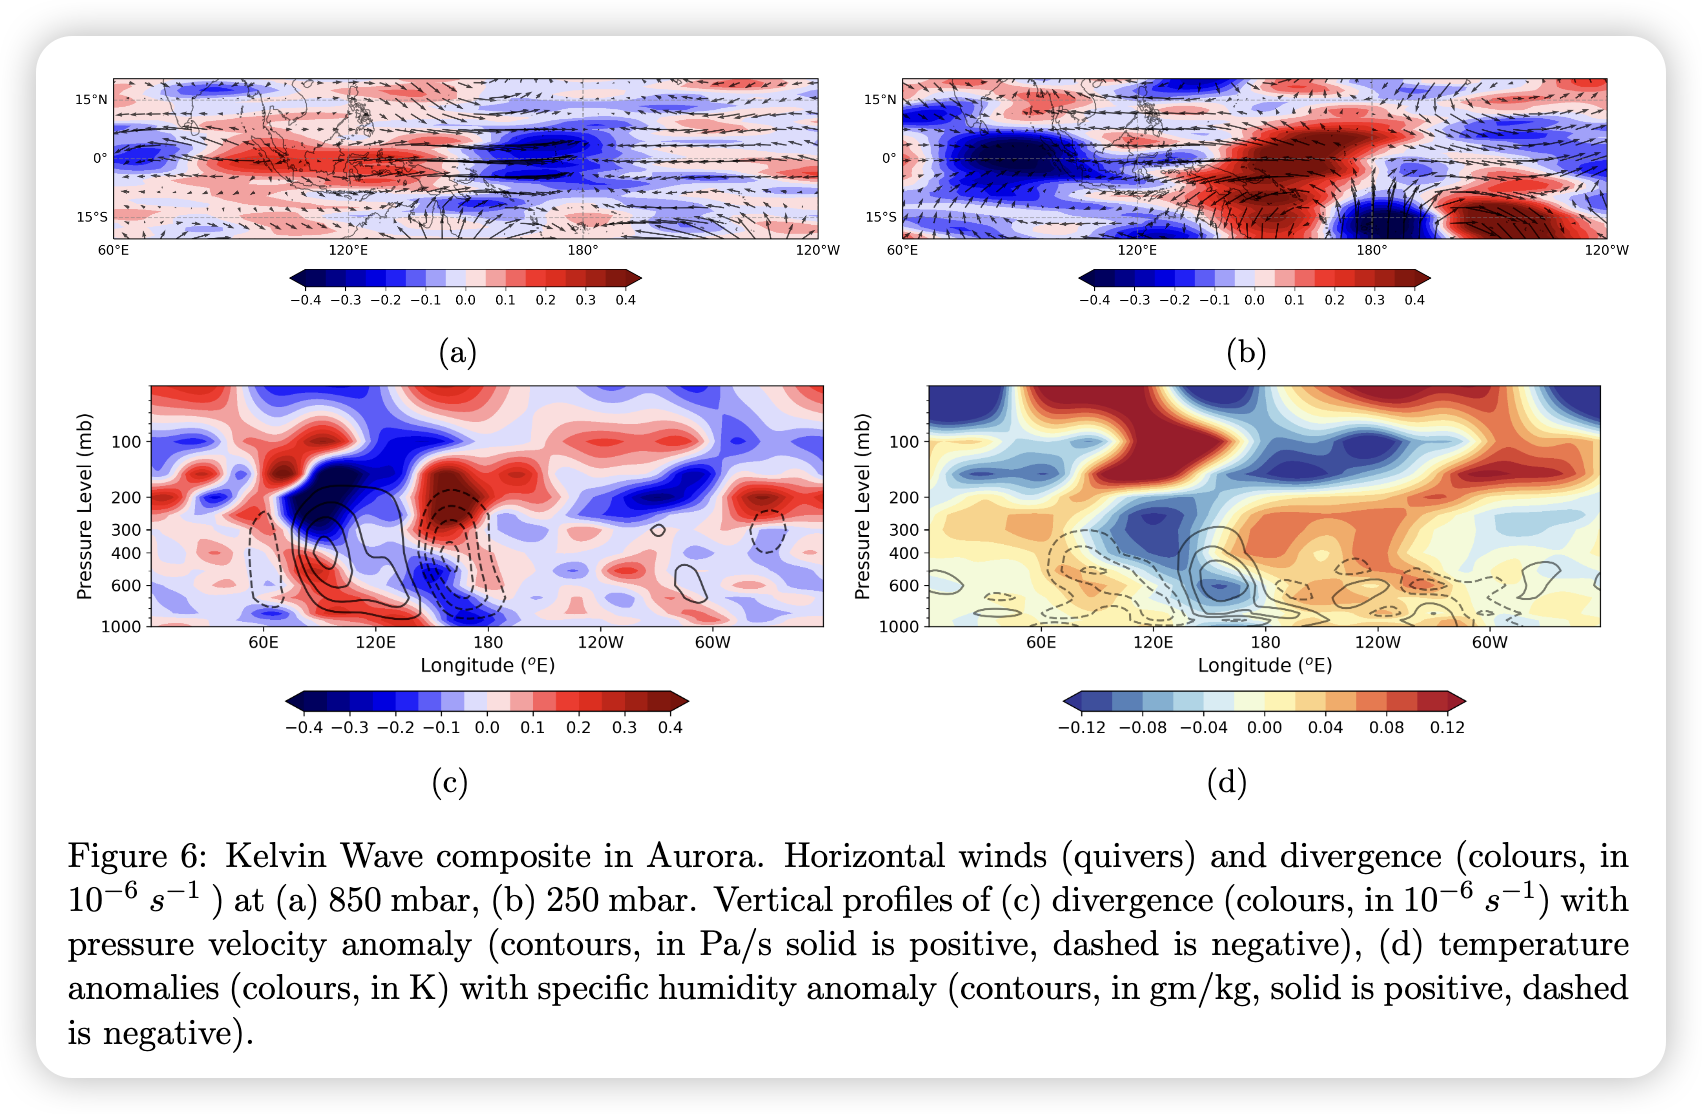 15°N
0°
15°S
60°E 120°E 180° 120°W
−0.4 −0.3 −0.2 −0.1 0.0 0.1 0.2 0.3 0.4
(a)
15°N
0°
15°S
60°E 120°E 180° 120°W
−0.4 −0.3 −0.2 −0.1 0.0 0.1 0.2 0.3 0.4
(b)
Pressure Level (mb)
100
200
300
400
600
1000
60E 120E 180 120W 60W
Longitude (°E)
−0.4 −0.3 −0.2 −0.1 0.0 0.1 0.2 0.3 0.4
(c)
Pressure Level (mb)
100
200
300
400
600
1000
60E 120E 180 120W 60W
Longitude (°E)
−0.12 −0.08 −0.04 0.00 0.04 0.08 0.12
(d)
Figure 6: Kelvin Wave composite in Aurora. Horizontal winds (quivers) and divergence (colours, in
10⁻⁶ s⁻¹ ) at (a) 850 mbar, (b) 250 mbar. Vertical profiles of (c) divergence (colours, in 10⁻⁶ s⁻¹) with
pressure velocity anomaly (contours, in Pa/s solid is positive, dashed is negative), (d) temperature
anomalies (colours, in K) with specific humidity anomaly (contours, in gm/kg, solid is positive, dashed
is negative).